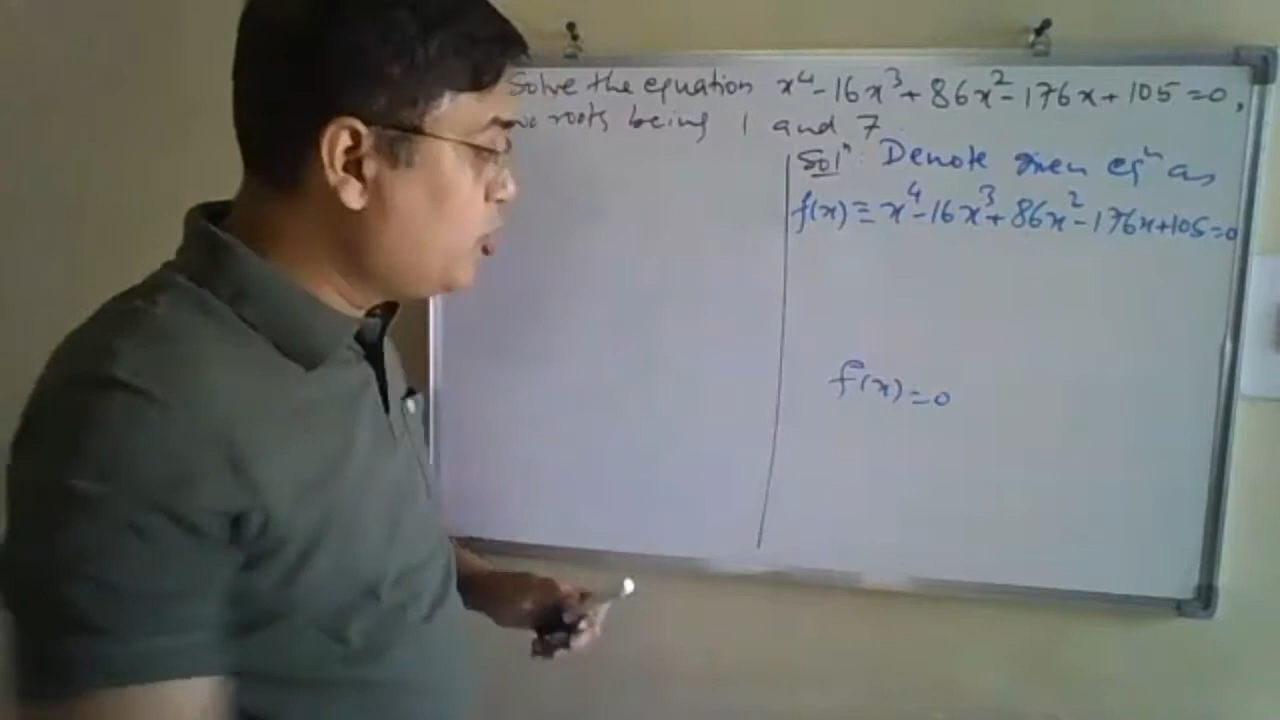 Solve the equation x⁴-16x³+86x²-176x+105=0,
roots being 1 and 7
Solⁿ: Denote given eqⁿ as
f(x)≡x⁴-16x³+86x²-176x+105=0
f(x)=0